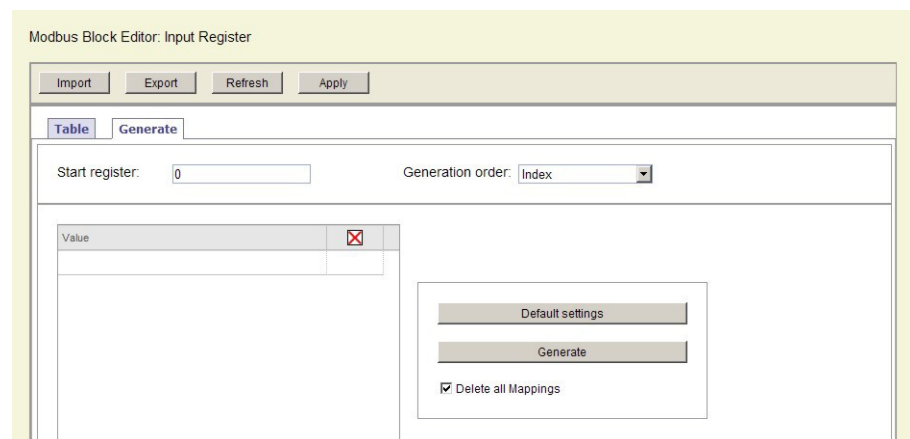 Modbus Block Editor: Input Register
Import Export Refresh Apply
Table Generate
Start register: 0 Generation order: Index
Value
Default settings
Generate
Delete all Mappings